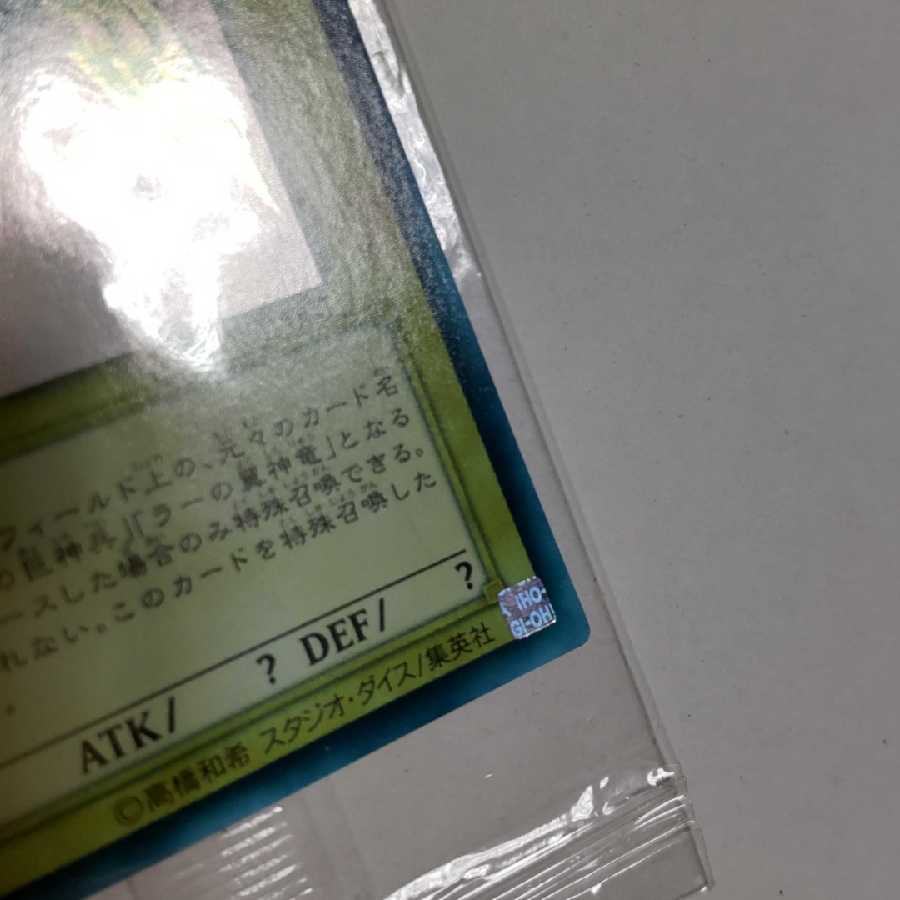 フィールド上の、元々のカード名
の巨神兵」「ラーの翼神竜」となる
ースした場合のみ特殊召喚できる。
れない。このカードを特殊召喚した
。
ATK/ ? DEF/ ?
©高橋和希 スタジオ・ダイス/集英社
IHO-
GI-OH